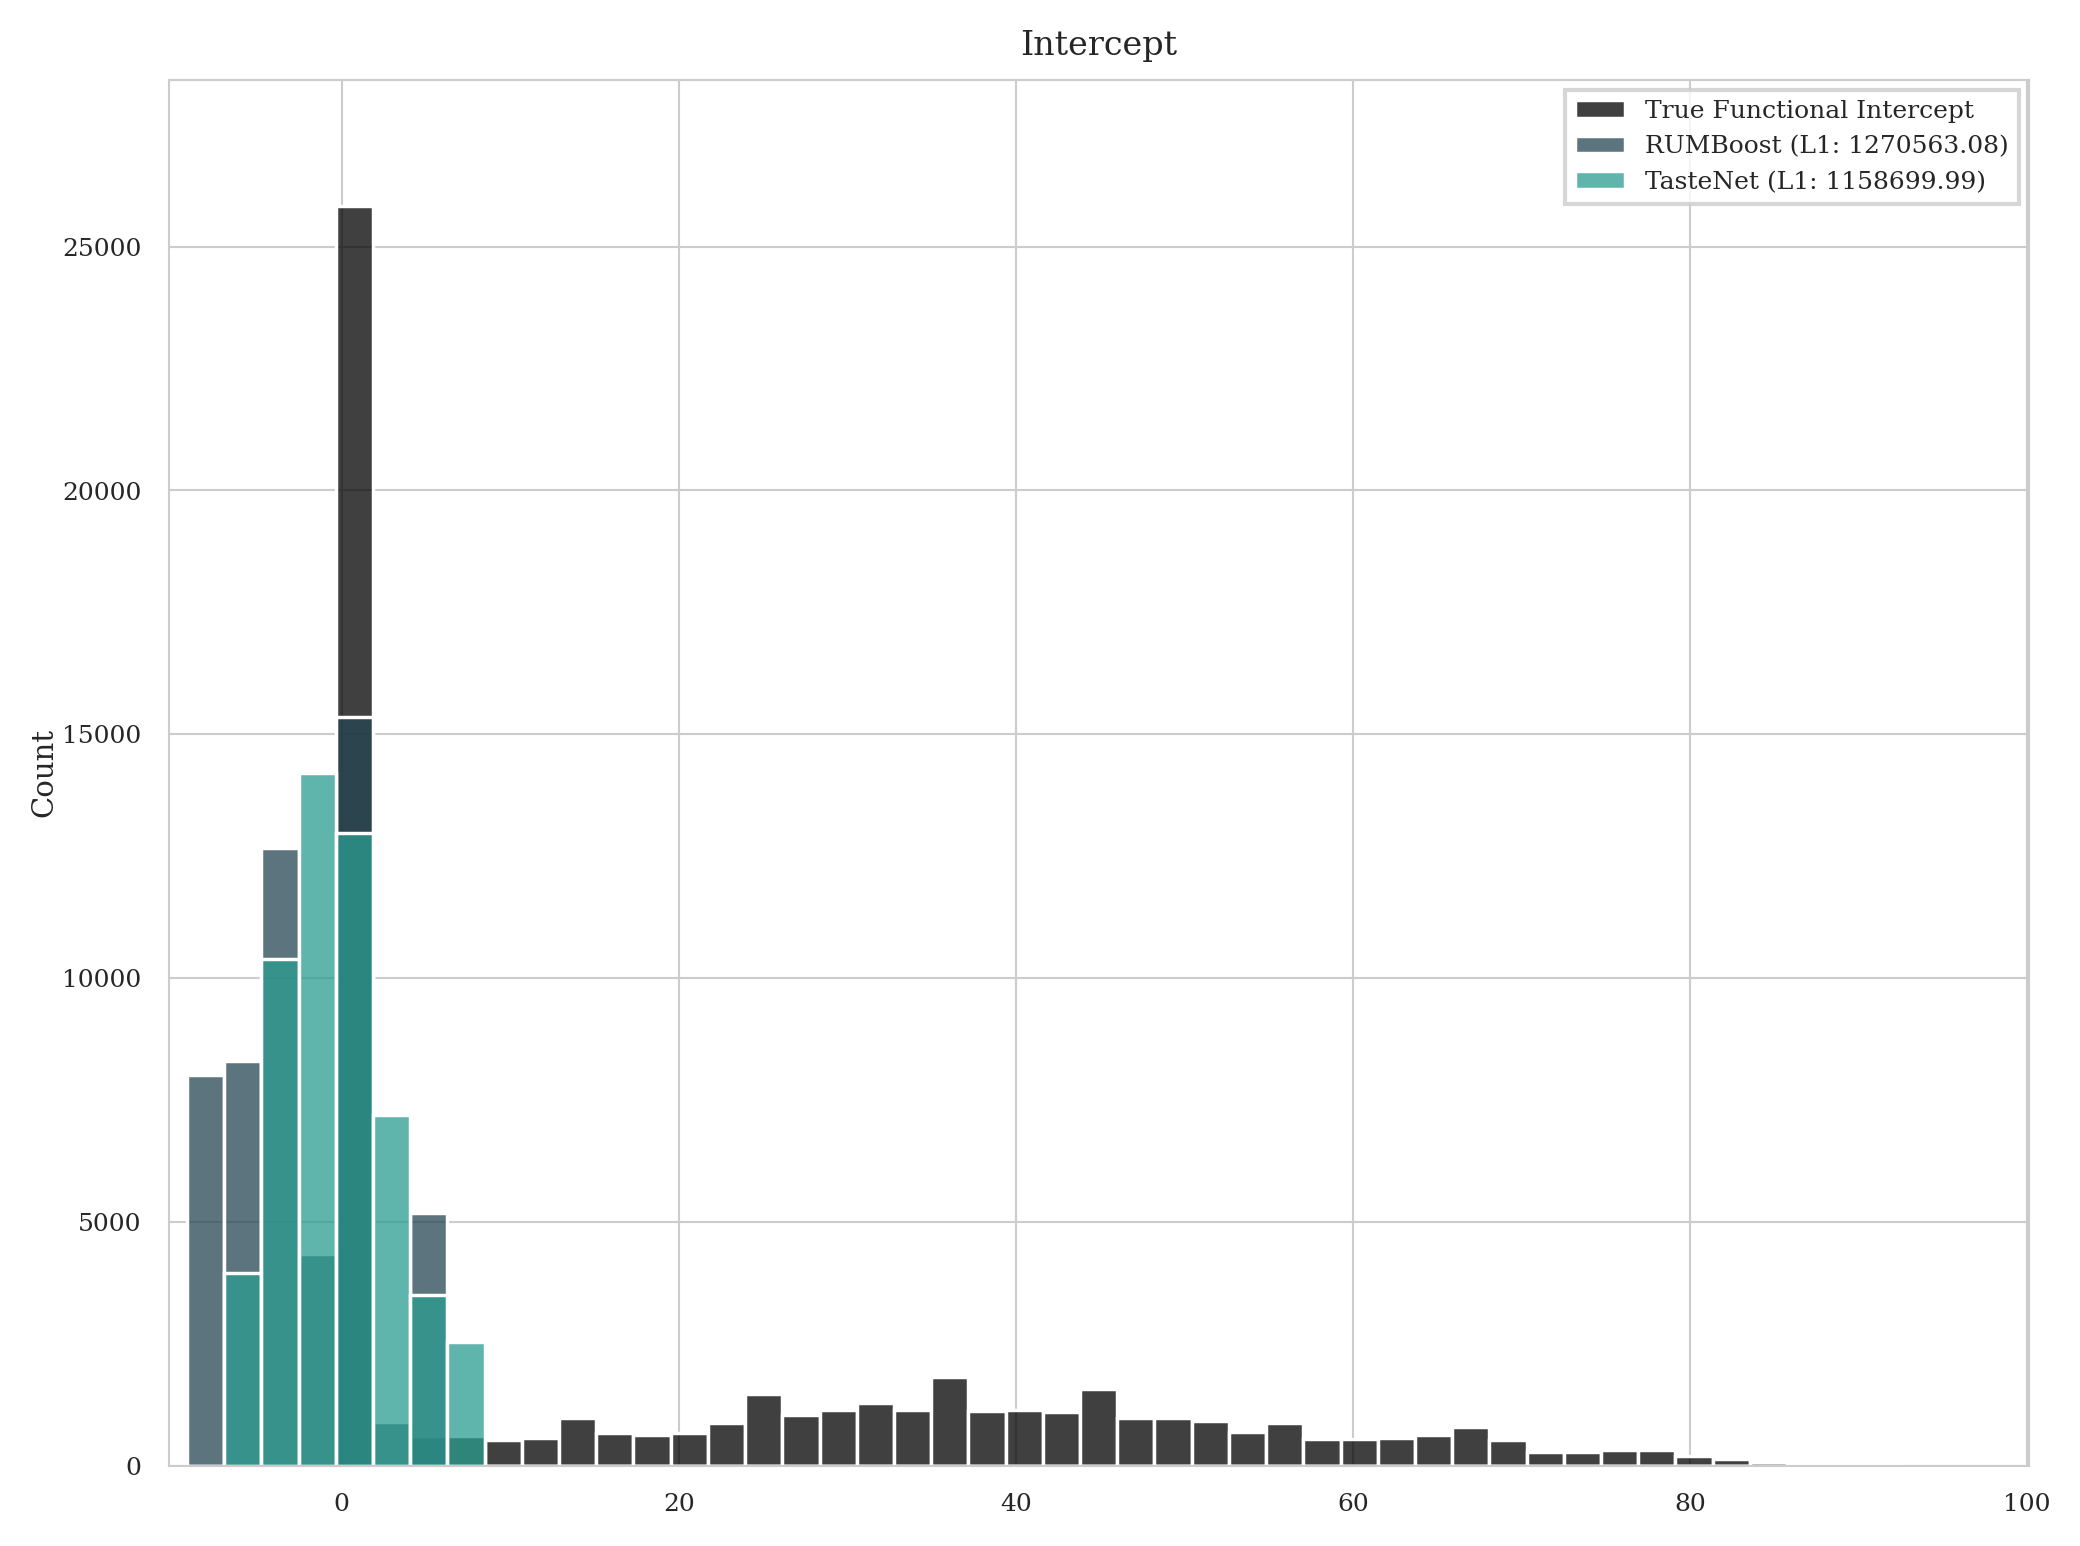 Intercept
True Functional Intercept
RUMBoost (L1: 1270563.08)
TasteNet (L1: 1158699.99)
Count
25000
20000
15000
10000
5000
0
0 20 40 60 80 100